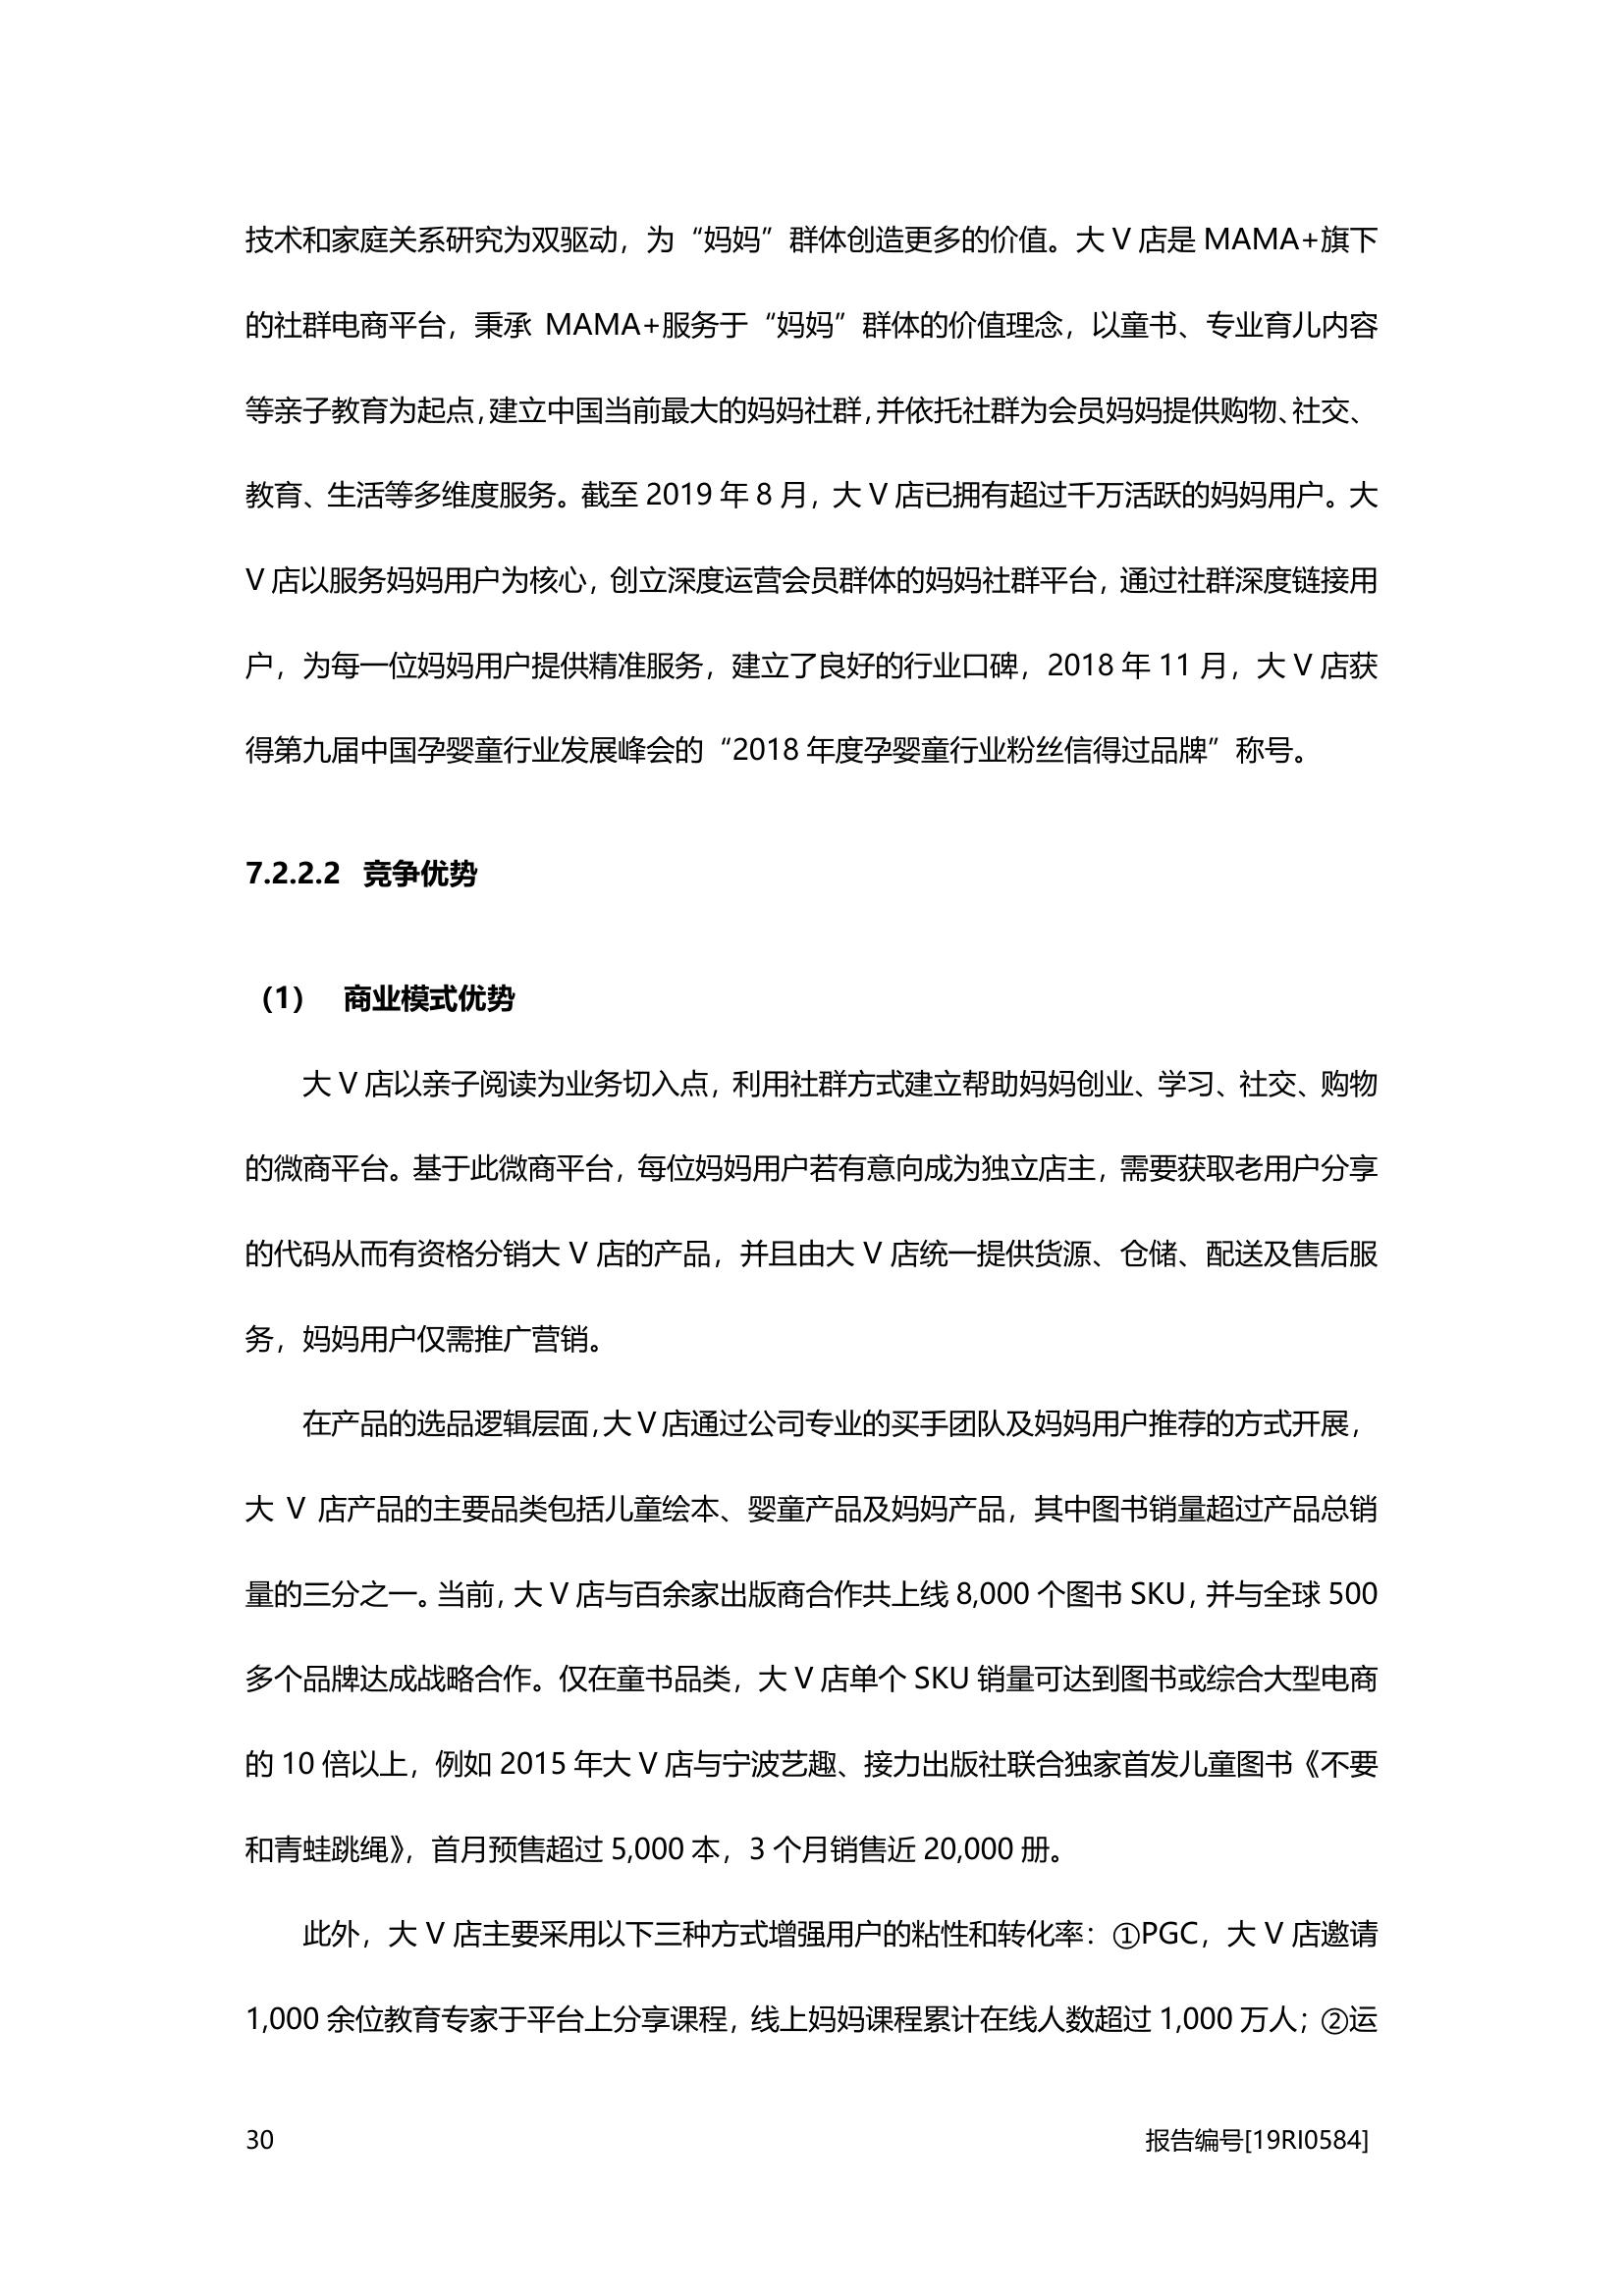 技术和家庭关系研究为双驱动，为“妈妈”群体创造更多的价值。大 V 店是 MAMA+旗下
的社群电商平台，秉承 MAMA+服务于“妈妈”群体的价值理念，以童书、专业育儿内容
等亲子教育为起点，建立中国当前最大的妈妈社群，并依托社群为会员妈妈提供购物、社交、
教育、生活等多维度服务。截至 2019 年 8 月，大 V 店已拥有超过千万活跃的妈妈用户。大
V 店以服务妈妈用户为核心，创立深度运营会员群体的妈妈社群平台，通过社群深度链接用
户，为每一位妈妈用户提供精准服务，建立了良好的行业口碑，2018 年 11 月，大 V 店获
得第九届中国孕婴童行业发展峰会的“2018 年度孕婴童行业粉丝信得过品牌”称号。
7.2.2.2 竞争优势
（1） 商业模式优势
大 V 店以亲子阅读为业务切入点，利用社群方式建立帮助妈妈创业、学习、社交、购物
的微商平台。基于此微商平台，每位妈妈用户若有意向成为独立店主，需要获取老用户分享
的代码从而有资格分销大 V 店的产品，并且由大 V 店统一提供货源、仓储、配送及售后服
务，妈妈用户仅需推广营销。
在产品的选品逻辑层面，大 V 店通过公司专业的买手团队及妈妈用户推荐的方式开展，
大 V 店产品的主要品类包括儿童绘本、婴童产品及妈妈产品，其中图书销量超过产品总销
量的三分之一。当前，大 V 店与百余家出版商合作共上线 8,000 个图书 SKU，并与全球 500
多个品牌达成战略合作。仅在童书品类，大 V 店单个 SKU 销量可达到图书或综合大型电商
的 10 倍以上，例如 2015 年大 V 店与宁波艺趣、接力出版社联合独家首发儿童图书《不要
和青蛙跳绳》，首月预售超过 5,000 本，3 个月销售近 20,000 册。
此外，大 V 店主要采用以下三种方式增强用户的粘性和转化率：①PGC，大 V 店邀请
1,000 余位教育专家于平台上分享课程，线上妈妈课程累计在线人数超过 1,000 万人；②运
30
报告编号[19RI0584]